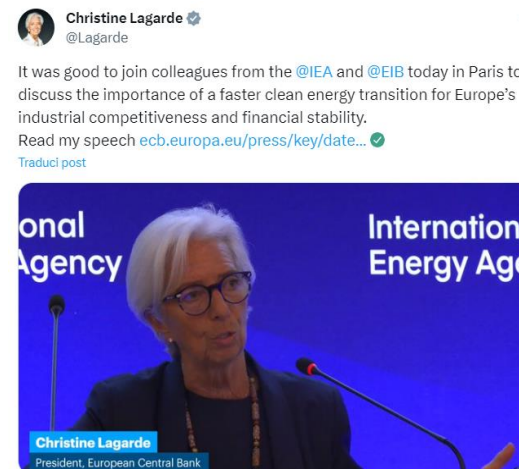 Christine Lagarde
@Lagarde
It was good to join colleagues from the @IEA and @EIB today in Paris to
discuss the importance of a faster clean energy transition for Europe's
industrial competitiveness and financial stability.
Read my speech ecb.europa.eu/press/key/date...
Traduci post
onal
Agency
Internation
Energy Age
Christine Lagarde
President, European Central Bank